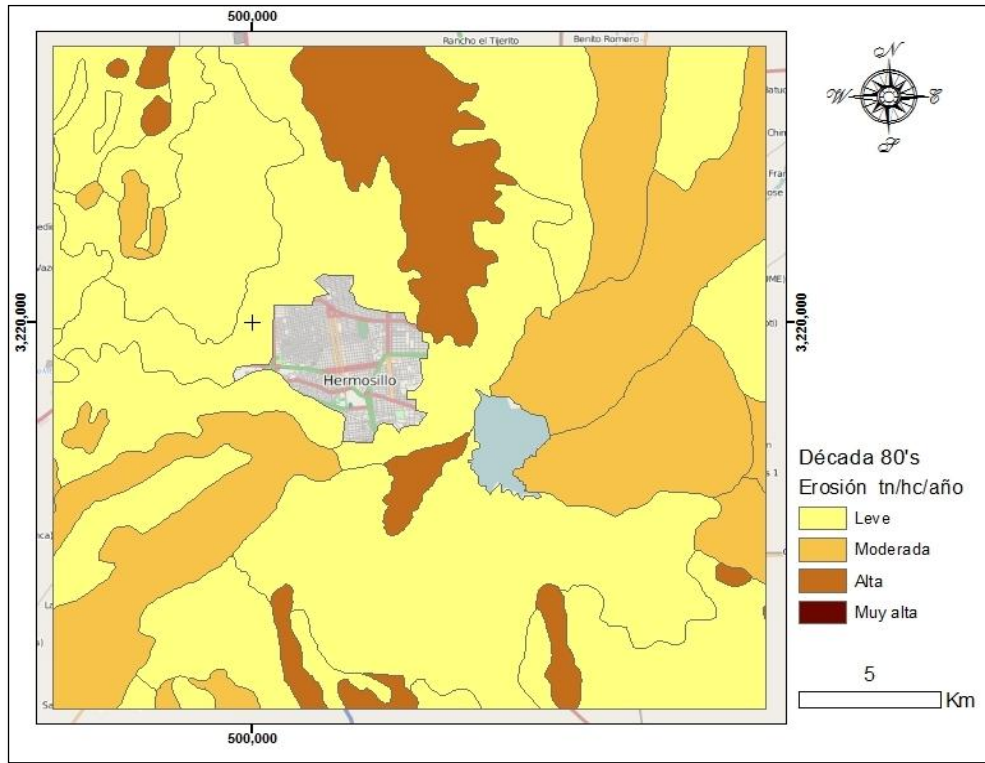 500,000
Rancho el Tijerito
Benito Romero
N
W
E
S
3,220,000
3,220,000
Hermosillo
Década 80's
Erosión tn/hc/año
Leve
Moderada
Alta
Muy alta
5
Km
500,000